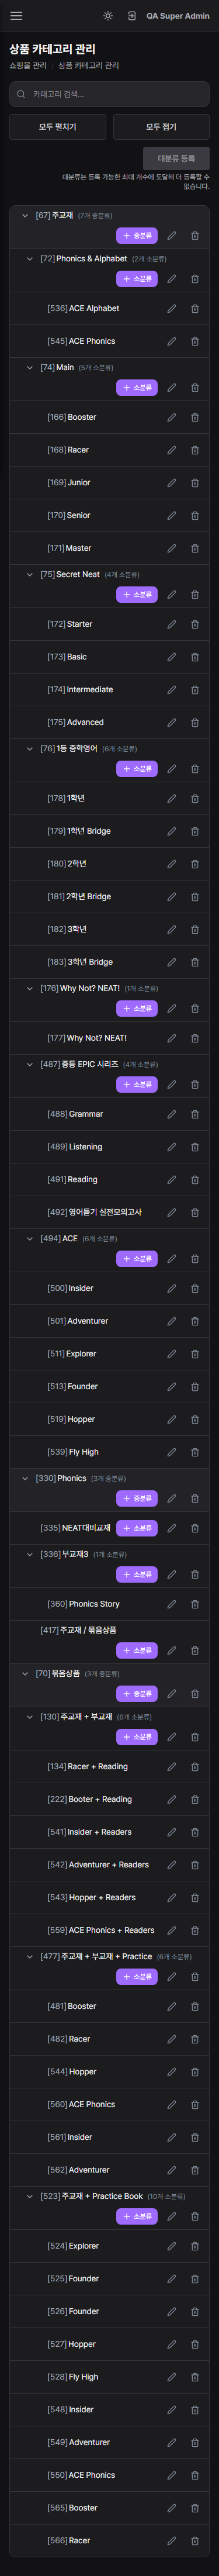 QA Super Admin
상품 카테고리 관리
쇼핑몰 관리 / 상품 카테고리 관리
카테고리 검색...
모두 펼치기 모두 접기
대분류 등록
대분류는 등록 가능한 최대 개수에 도달해 더 등록할 수
없습니다.
[67] 주교재 (7개 중분류)
+ 중분류
[72] Phonics & Alphabet (2개 소분류)
+ 소분류
[536] ACE Alphabet
[545] ACE Phonics
[74] Main (5개 소분류)
+ 소분류
[166] Booster
[168] Racer
[169] Junior
[170] Senior
[171] Master
[75] Secret Neat (4개 소분류)
+ 소분류
[172] Starter
[173] Basic
[174] Intermediate
[175] Advanced
[76] 1등 중학영어 (6개 소분류)
+ 소분류
[178] 1학년
[179] 1학년 Bridge
[180] 2학년
[181] 2학년 Bridge
[182] 3학년
[183] 3학년 Bridge
[176] Why Not? NEAT! (1개 소분류)
+ 소분류
[177] Why Not? NEAT!
[487] 중등 EPIC 시리즈 (4개 소분류)
+ 소분류
[488] Grammar
[489] Listening
[491] Reading
[492] 영어듣기 실전모의고사
[494] ACE (6개 소분류)
+ 소분류
[500] Insider
[501] Adventurer
[511] Explorer
[513] Founder
[519] Hopper
[539] Fly High
[330] Phonics (3개 중분류)
+ 중분류
[335] NEAT대비교재 + 소분류
[336] 부교재3 (1개 소분류)
+ 소분류
[360] Phonics Story
[417] 주교재 / 묶음상품
+ 소분류
[70] 묶음상품 (3개 중분류)
+ 중분류
[130] 주교재 + 부교재 (6개 소분류)
+ 소분류
[134] Racer + Reading
[222] Booter + Reading
[541] Insider + Readers
[542] Adventurer + Readers
[543] Hopper + Readers
[559] ACE Phonics + Readers
[477] 주교재 + 부교재 + Practice (6개 소분류)
+ 소분류
[481] Booster
[482] Racer
[544] Hopper
[560] ACE Phonics
[561] Insider
[562] Adventurer
[523] 주교재 + Practice Book (10개 소분류)
+ 소분류
[524] Explorer
[525] Founder
[526] Founder
[527] Hopper
[528] Fly High
[548] Insider
[549] Adventurer
[550] ACE Phonics
[565] Booster
[566] Racer